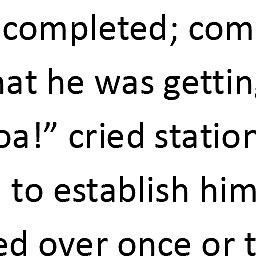 completed; com
hat he was getting
pa!” cried station
to establish him
ed over once or t